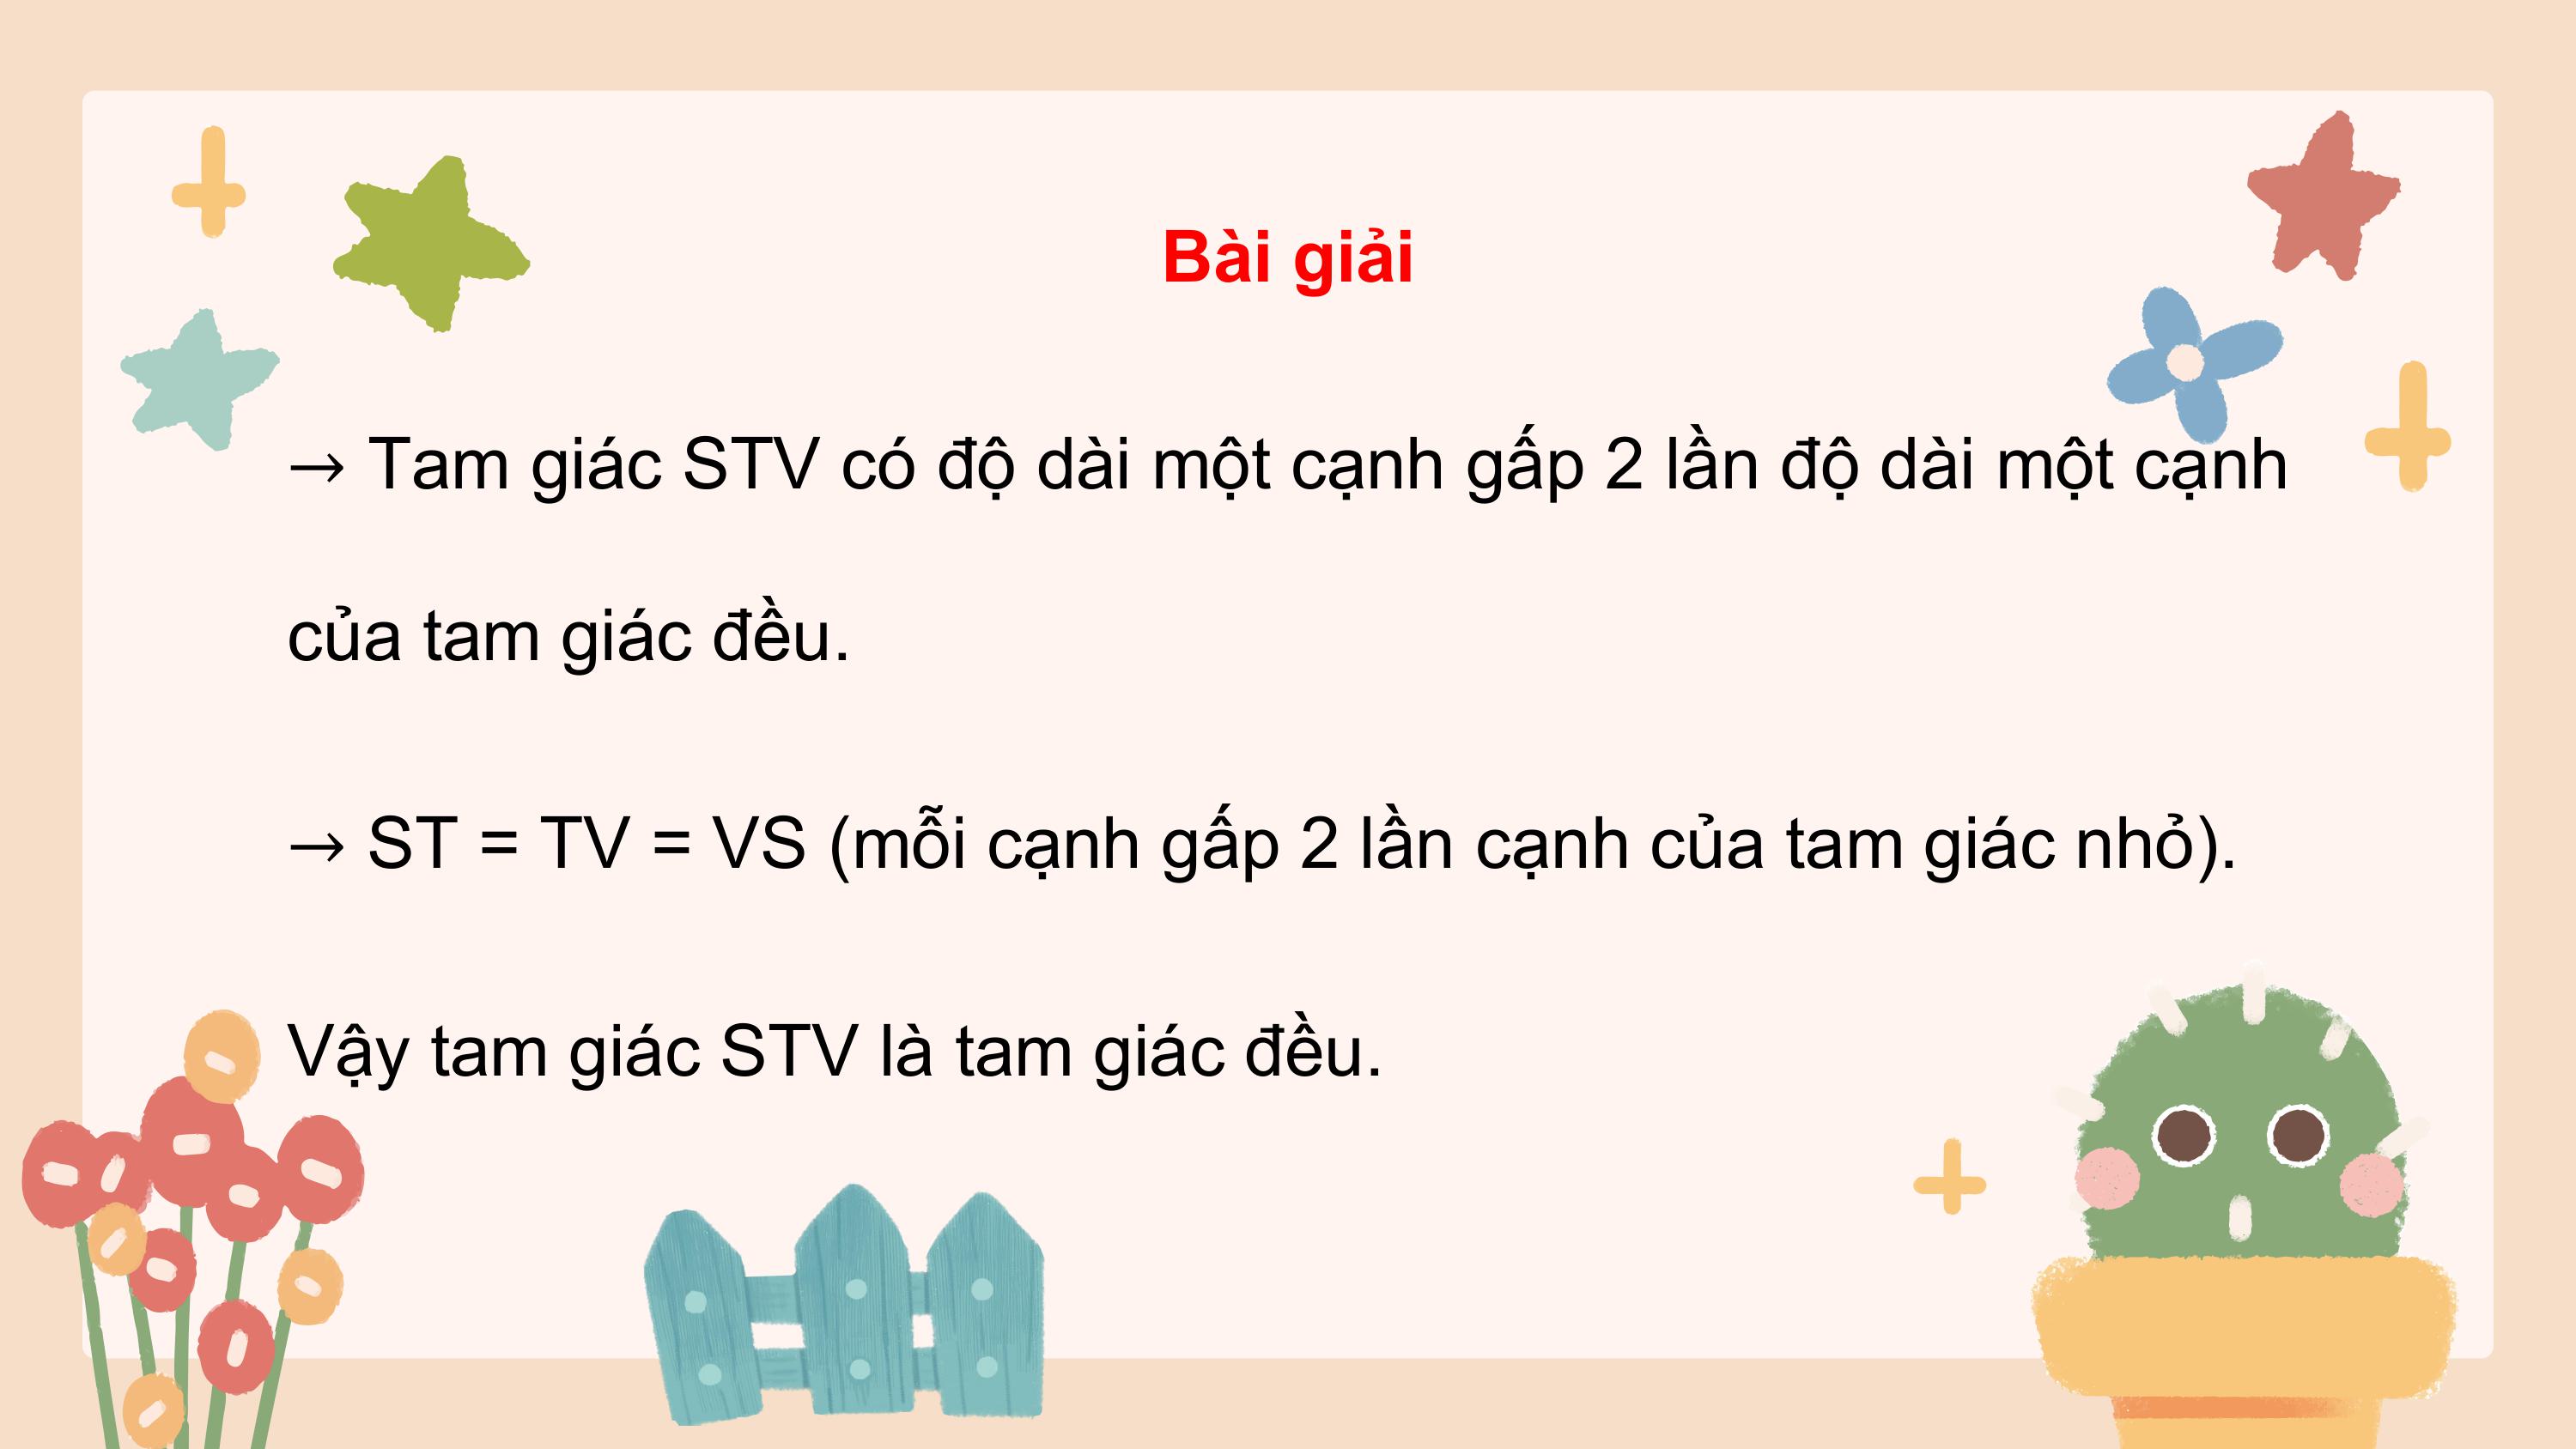 Bài giải
→ Tam giác STV có độ dài một cạnh gấp 2 lần độ dài một cạnh
của tam giác đều.
→ ST = TV = VS (mỗi cạnh gấp 2 lần cạnh của tam giác nhỏ).
Vậy tam giác STV là tam giác đều.